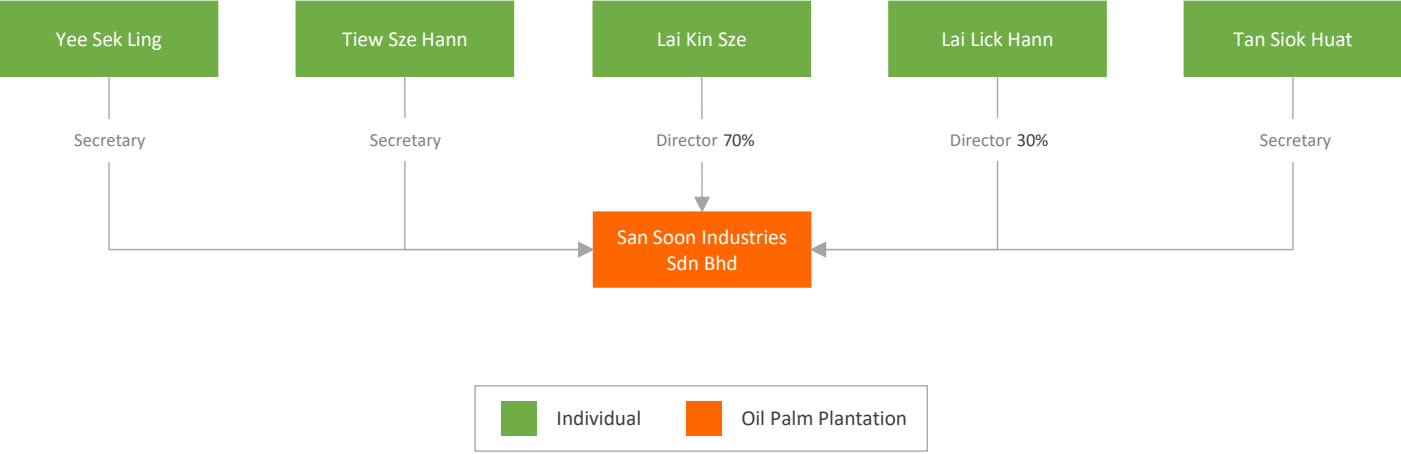 Yee Sek Ling
Tiew Sze Hann
Lai Kin Sze
Lai Lick Hann
Tan Siok Huat
Secretary
Secretary
Director 70%
Director 30%
Secretary
San Soon Industries
Sdn Bhd
Individual
Oil Palm Plantation